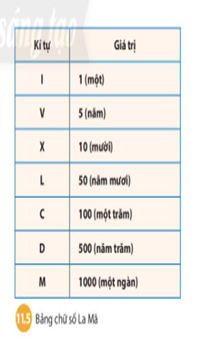 sáng tạo
Kí tự Giá trị
I 1 (một)
V 5 (năm)
X 10 (mười)
L 50 (năm mươi)
C 100 (một trăm)
D 500 (năm trăm)
M 1000 (một ngàn)
11.5 Bảng chữ số La Mã